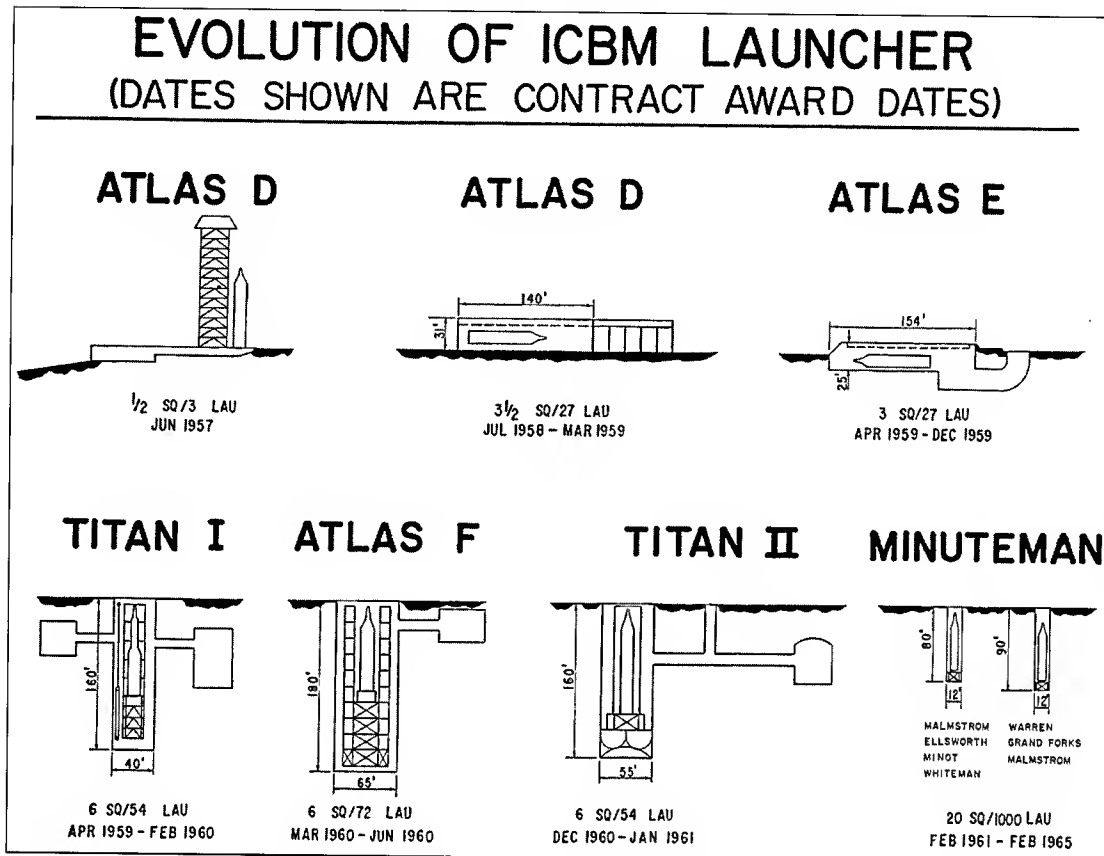 EVOLUTION OF ICBM LAUNCHER
(DATES SHOWN ARE CONTRACT AWARD DATES)
ATLAS D
1/2 SQ/3 LAU
JUN 1957
ATLAS D
140'
31'
3 1/2 SQ/27 LAU
JUL 1958 - MAR 1959
ATLAS E
154'
25'
3 SQ/27 LAU
APR 1959 - DEC 1959
TITAN I
160'
40'
6 SQ/54 LAU
APR 1959 - FEB 1960
ATLAS F
180'
65'
6 SQ/72 LAU
MAR 1960 - JUN 1960
TITAN II
160'
55'
6 SQ/54 LAU
DEC 1960 - JAN 1961
MINUTEMAN
80'
12'
MALMSTROM
ELLSWORTH
MINOT
WHITEMAN
90'
12'
WARREN
GRAND FORKS
MALMSTROM
20 SQ/1000 LAU
FEB 1961 - FEB 1965